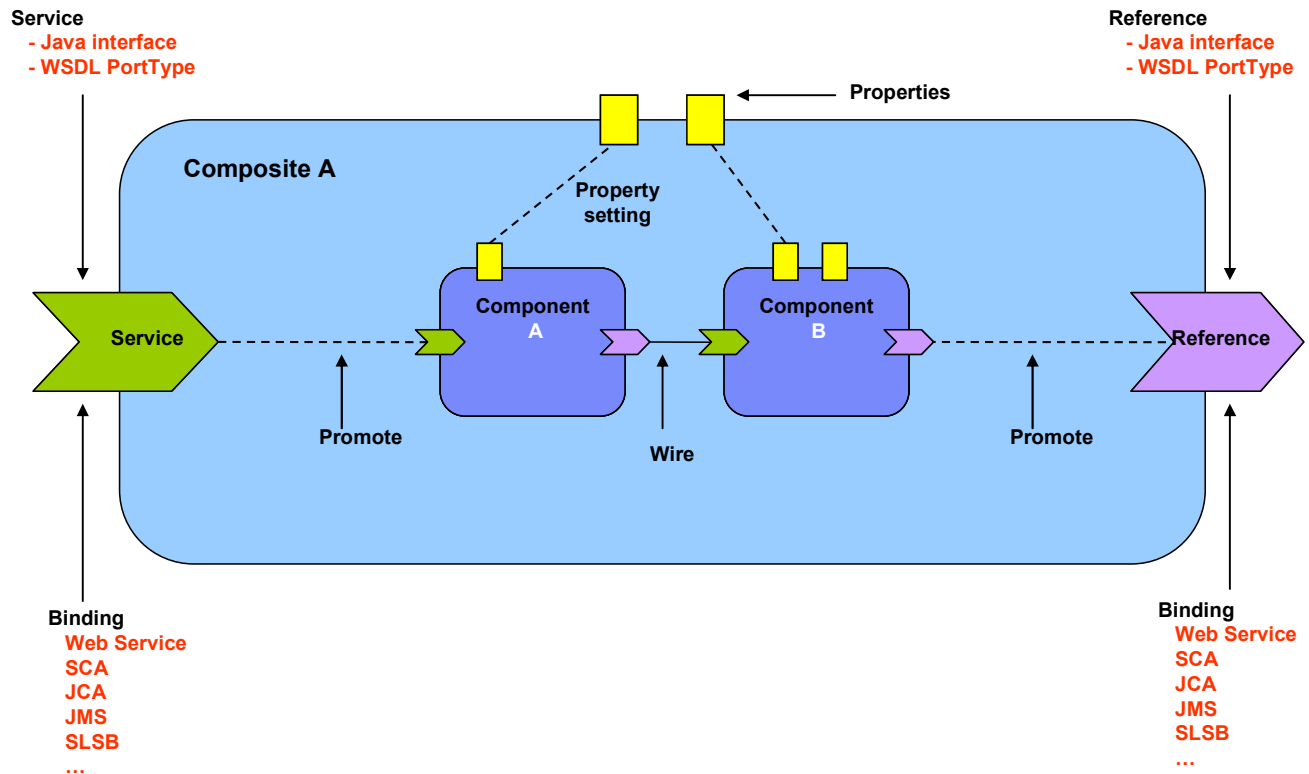 Service
- Java interface
- WSDL PortType
Reference
- Java interface
- WSDL PortType
Properties
Composite A
Property
setting
Component
A
Component
B
Service
Reference
Promote
Wire
Promote
Binding
Web Service
SCA
JCA
JMS
SLSB
…
Binding
Web Service
SCA
JCA
JMS
SLSB
…